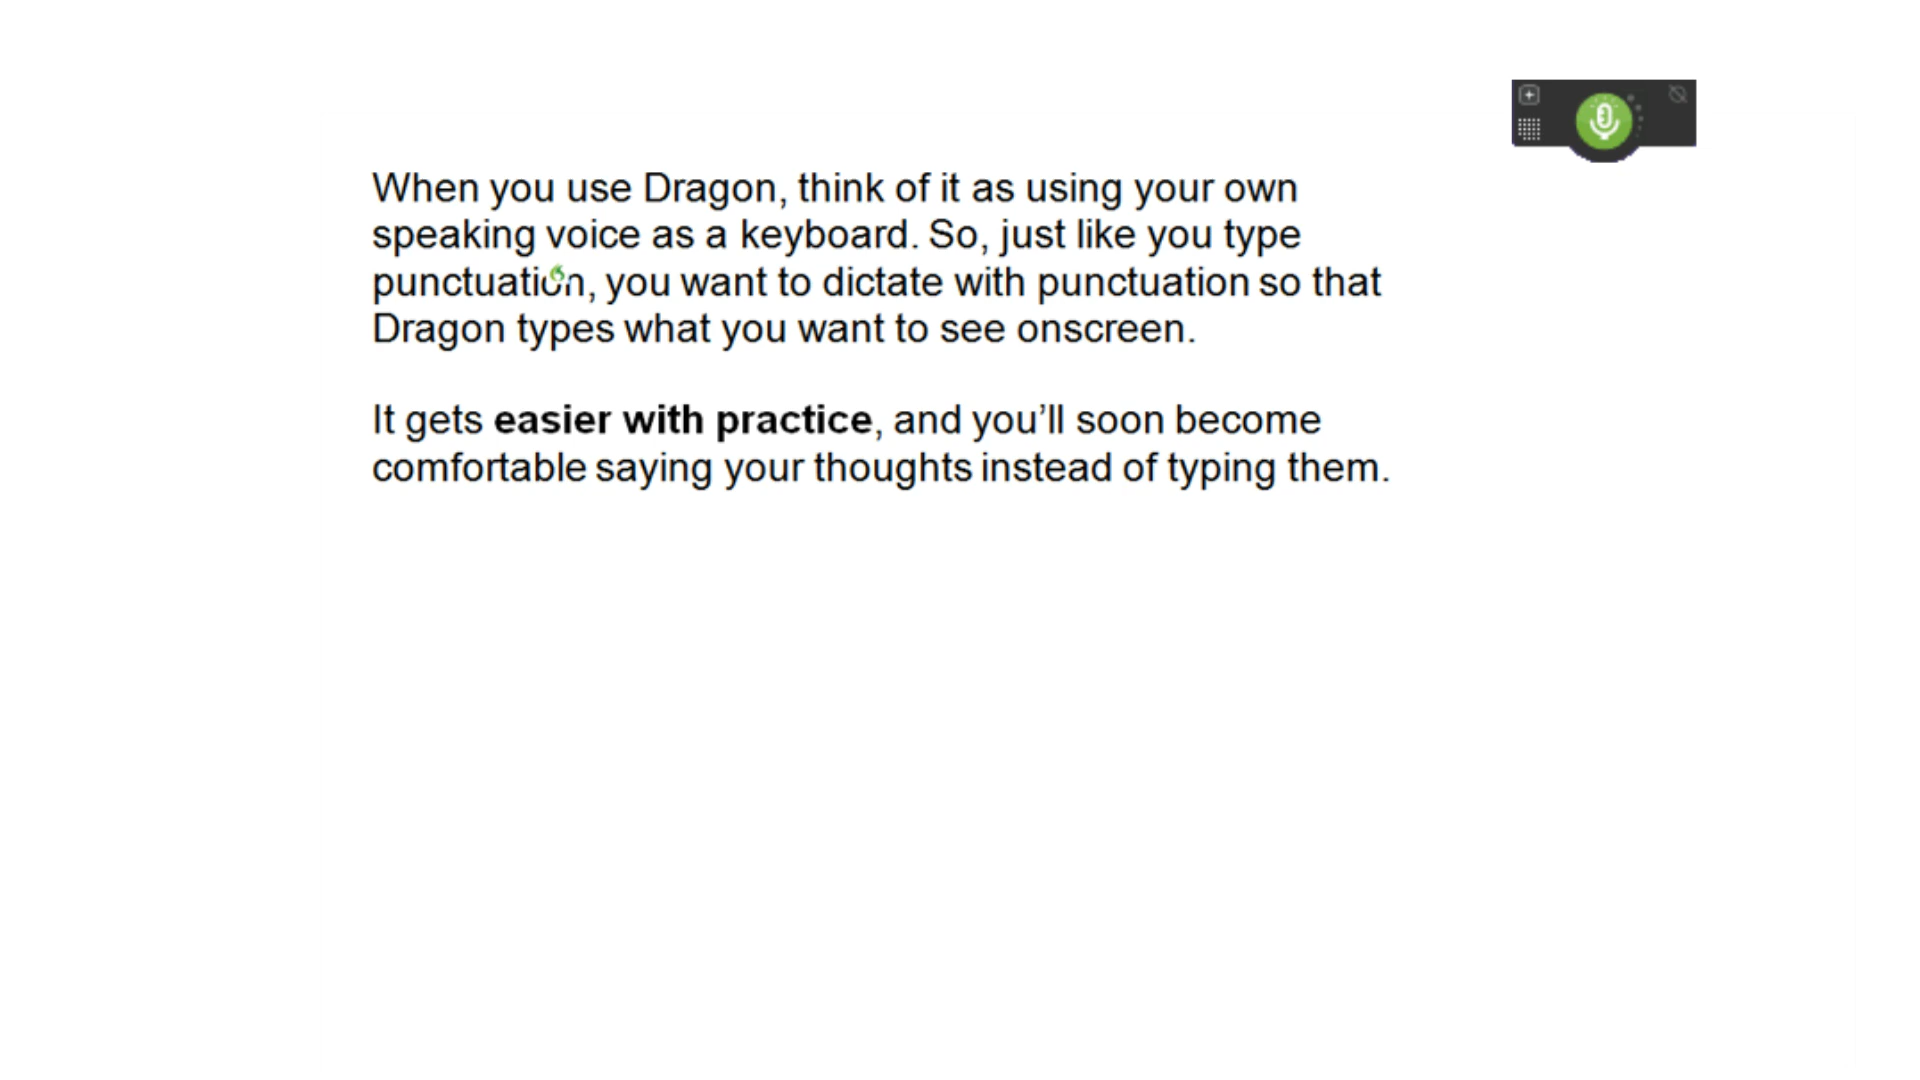 When you use Dragon, think of it as using your own
speaking voice as a keyboard. So, just like you type
punctuation, you want to dictate with punctuation so that
Dragon types what you want to see onscreen.
It gets easier with practice, and you’ll soon become
comfortable saying your thoughts instead of typing them.